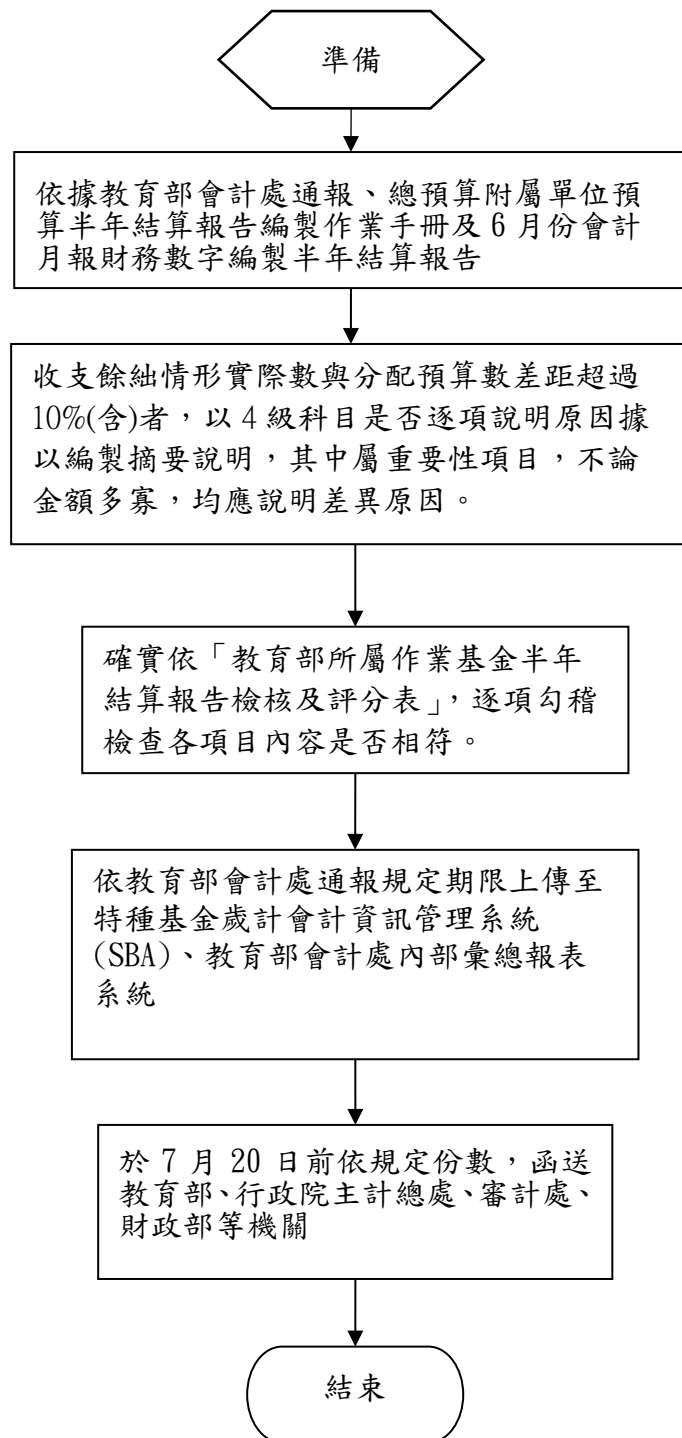 準備
依據教育部會計處通報、總預算附屬單位預
算半年結算報告編製作業手冊及 6 月份會計
月報財務數字編製半年結算報告
收支餘絀情形實際數與分配預算數差距超過
10%(含)者，以 4 級科目是否逐項說明原因據
以編製摘要說明，其中屬重要性項目，不論
金額多寡，均應說明差異原因。
確實依「教育部所屬作業基金半年
結算報告檢核及評分表」，逐項勾稽
檢查各項目內容是否相符。
依教育部會計處通報規定期限上傳至
特種基金歲計會計資訊管理系統
(SBA)、教育部會計處內部彙總報表
系統
於 7 月 20 日前依規定份數，函送
教育部、行政院主計總處、審計處、
財政部等機關
結束